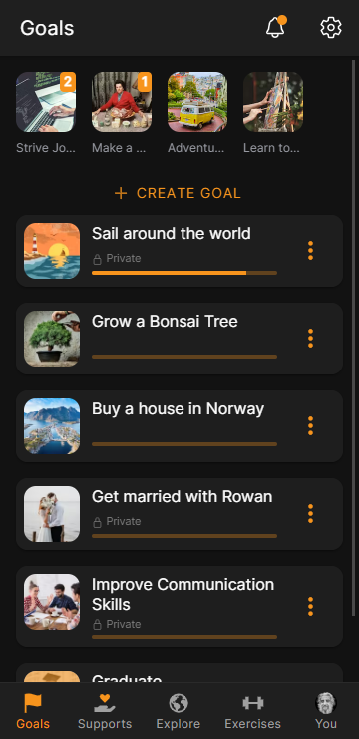 Goals
2
1
Strive Jo...
Make a ...
Adventu...
Learn to...
+ CREATE GOAL
Sail around the world
Private
Grow a Bonsai Tree
Buy a house in Norway
Get married with Rowan
Private
Improve Communication
Skills
Private
Graduate
Goals
Supports
Explore
Exercises
You